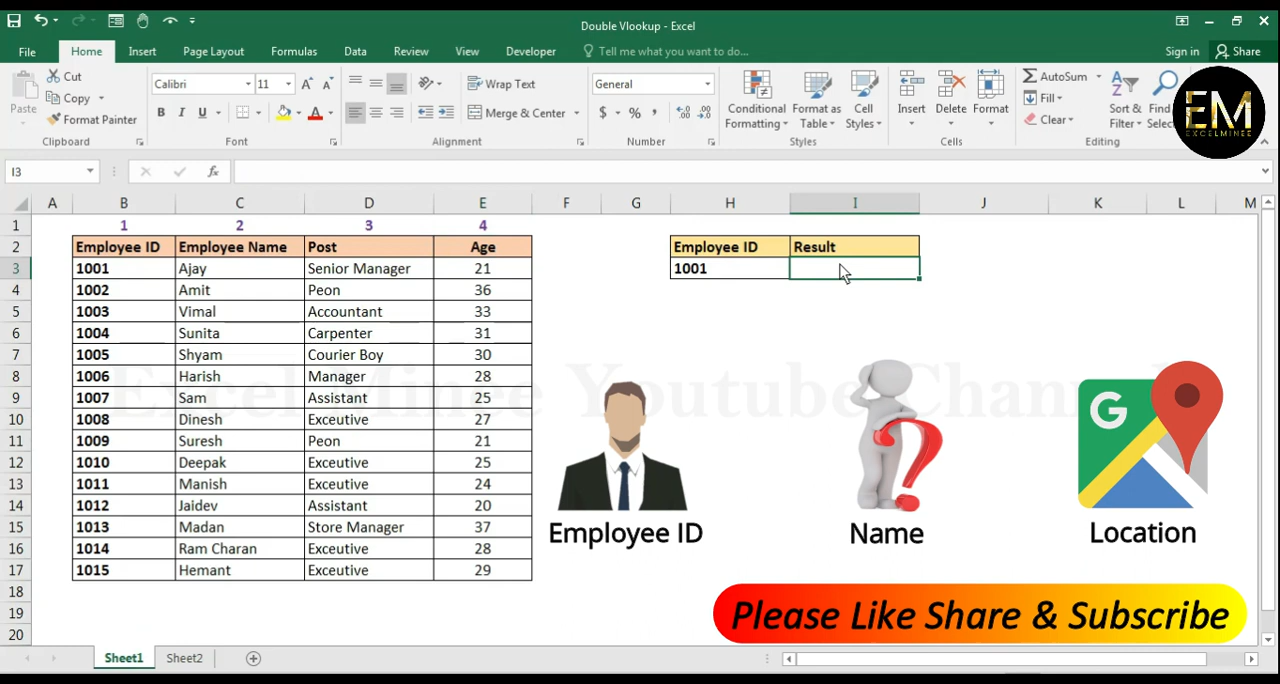 Double Vlookup - Excel
File Home Insert Page Layout Formulas Data Review View Developer Tell me what you want to do... Sign in Share
Paste Cut Copy Format Painter
Calibri 11 A A B I U A
Wrap Text Merge & Center
General $ % ,
Conditional Formatting Format as Table Cell Styles
Insert Delete Format
AutoSum Fill Clear Sort & Filter Find
Clipboard Font Alignment Number Styles Cells Editing
EM
EXCELMINEE
I3 fx
A B C D E F G H I J K L M
1 1 2 3 4
2 Employee ID Employee Name Post Age Employee ID Result
3 1001 Ajay Senior Manager 21 1001
4 1002 Amit Peon 36
5 1003 Vimal Accountant 33
6 1004 Sunita Carpenter 31
7 1005 Shyam Courier Boy 30
8 1006 Harish Manager 28
9 1007 Sam Assistant 25
10 1008 Dinesh Exceutive 27
11 1009 Suresh Peon 21
12 1010 Deepak Exceutive 25
13 1011 Manish Exceutive 24
14 1012 Jaidev Assistant 20
15 1013 Madan Store Manager 37
16 1014 Ram Charan Exceutive 28
17 1015 Hemant Exceutive 29
18
19
20
Youtube
G
Employee ID Name Location
Please Like Share & Subscribe
Sheet1 Sheet2